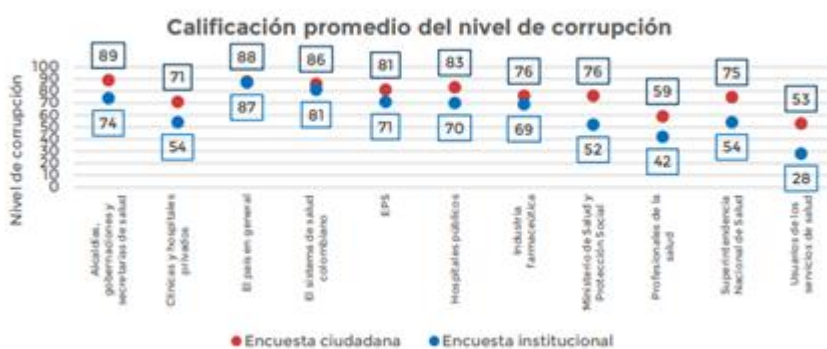 Calificación promedio del nivel de corrupción
Nivel de corrupción
100
90
80
70
60
50
40
30
20
10
0
89 71 88 86 81 83 76 76 59 75 53
74 54 87 81 71 70 69 52 42 54 28
Alcaldías,
gobernaciones y
secretarías de salud
Clínicas y hospitales
privados
El país en general
El sistema de salud
colombiano
EPS
Hospitales públicos
Industria
farmacéutica
Ministerio de Salud y
Protección Social
Profesionales de la
salud
Superintendencia
Nacional de Salud
Usuarios de los
servicios de salud
Encuesta ciudadana Encuesta institucional